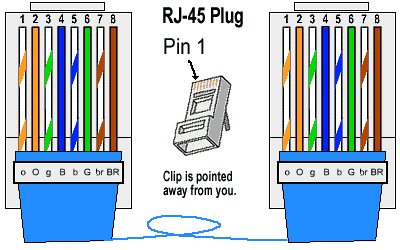 1 2 3 4 5 6 7 8
RJ-45 Plug
Pin 1
Clip is pointed
away from you.
o O g B b G br BR
1 2 3 4 5 6 7 8
o O g B b G br BR